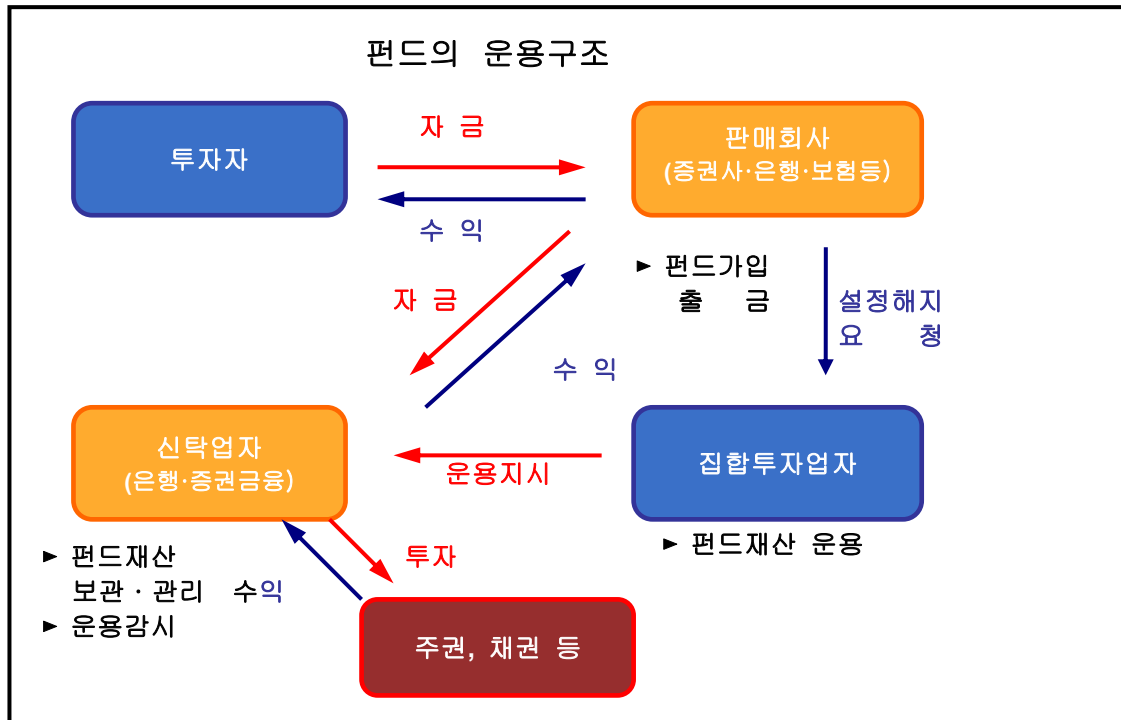 펀드의 운용구조
투자자
자 금
판매회사
(증권사·은행·보험등)
수 익
► 펀드가입
출 금
자 금
설정해지
요 청
수 익
신탁업자
(은행·증권금융)
운용지시
집합투자업자
► 펀드재산 운용
► 펀드재산
보관·관리 수익
► 운용감시
투자
주권, 채권 등